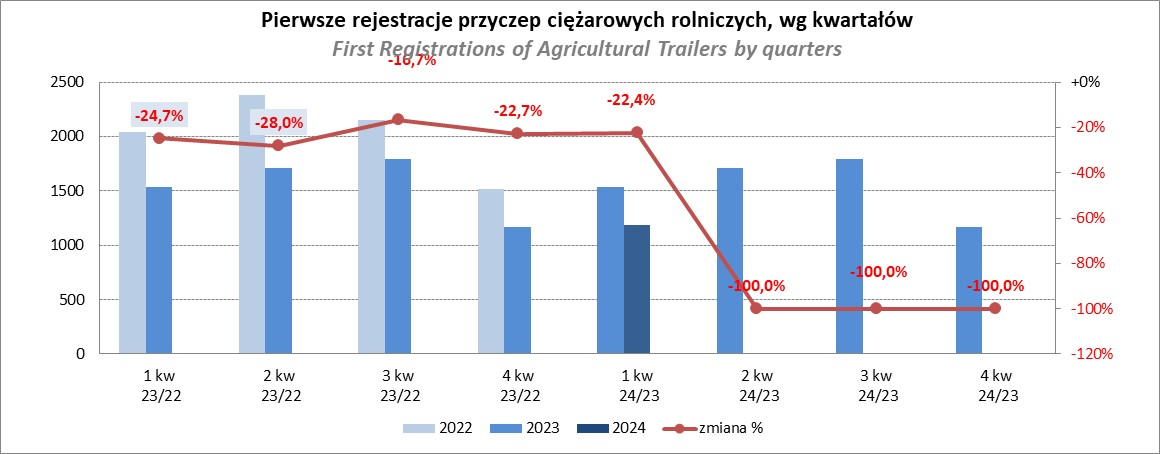 Pierwsze rejestracje przyczep ciężarowych rolniczych, wg kwartałów
First Registrations of Agricultural Trailers by quarters
2500
2000
1500
1000
500
0
-24,7%
-28,0%
-16,7%
-22,7%
-22,4%
-100,0%
-100,0%
-100,0%
+0%
-20%
-40%
-60%
-80%
-100%
-120%
1 kw
23/22
2 kw
23/22
3 kw
23/22
4 kw
23/22
1 kw
24/23
2 kw
24/23
3 kw
24/23
4 kw
24/23
2022
2023
2024
zmiana %